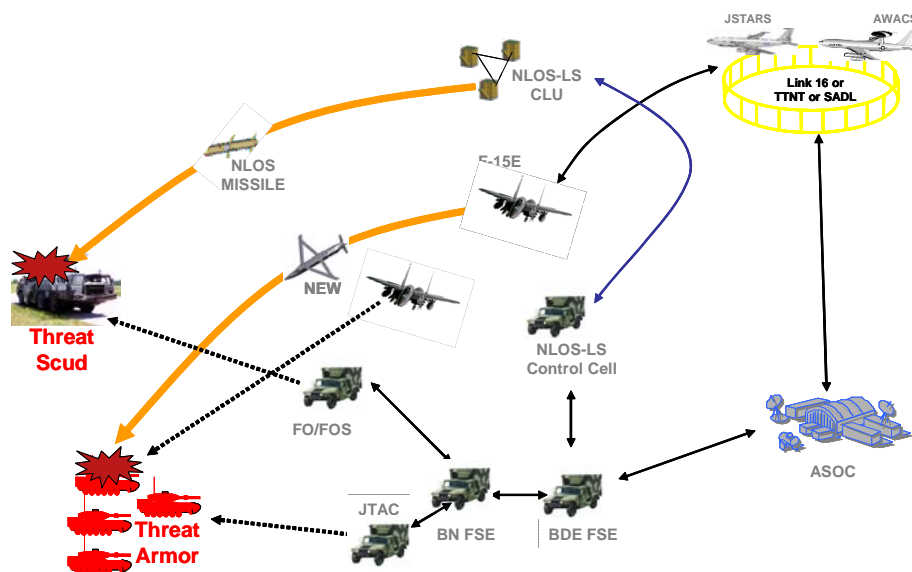 JSTARS
AWACS
Link 16 or
TTNT or SADL
NLOS-LS
CLU
NLOS
MISSILE
F-15E
NEW
Threat
Scud
NLOS-LS
Control Cell
FO/FOS
ASOC
JTAC
BN FSE
BDE FSE
Threat
Armor